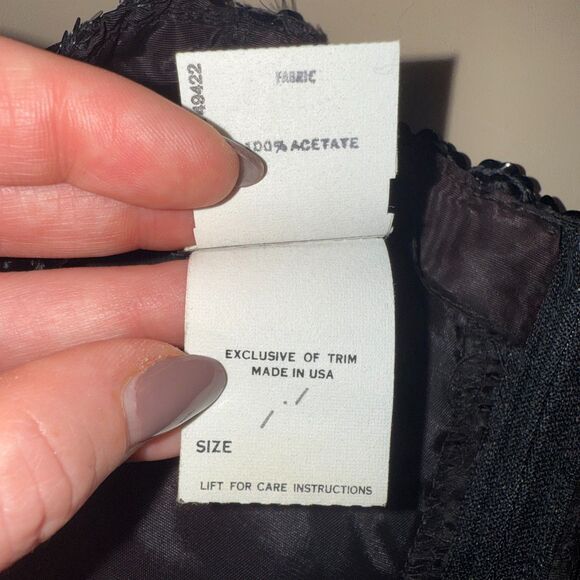 49422
FABRIC
100% ACETATE
EXCLUSIVE OF TRIM
MADE IN USA
SIZE
LIFT FOR CARE INSTRUCTIONS